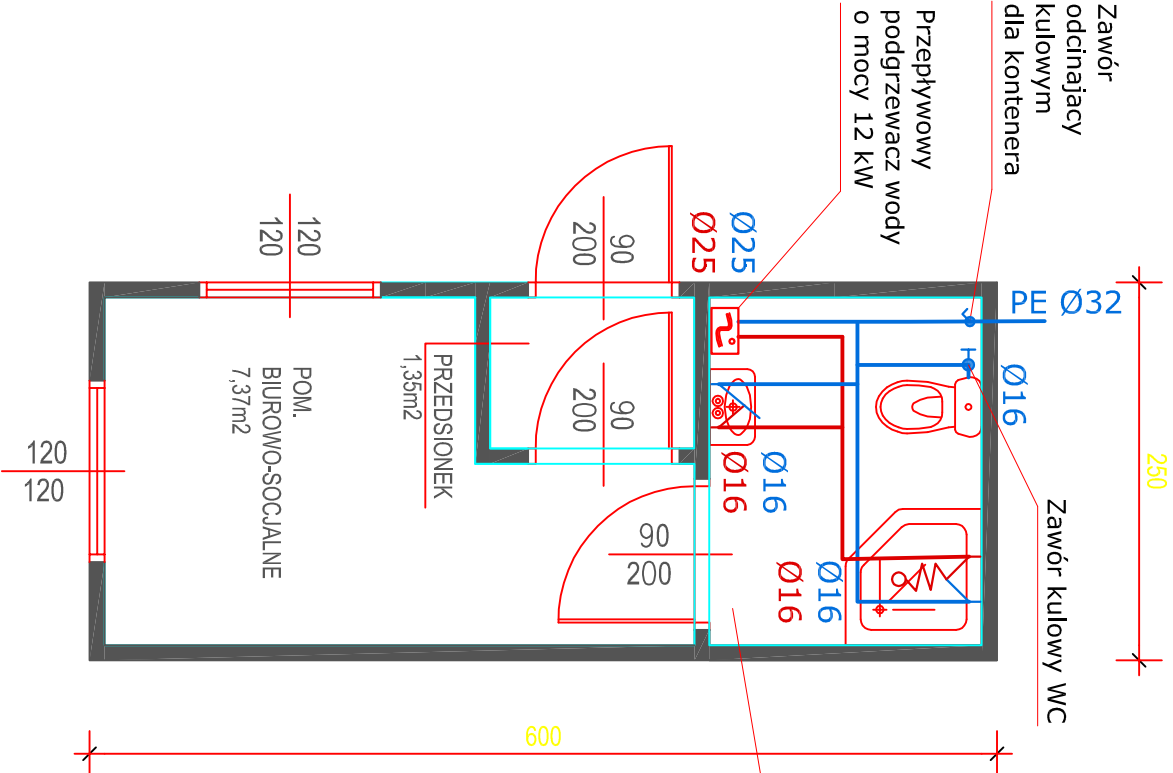 Zawór
odcinajacy
kulowym
dla kontenera
Przepływowy
podgrzewacz wody
o mocy 12 kW
120
120
90
200
Ø25
Ø25
PE Ø32
Ø16
90
200
PRZEDSIONEK
1,35m2
POM.
BIUROWO-SOCJALNE
7,37m2
120
120
Ø16
Ø16
250
Zawór kulowy WC
90
200
Ø16
Ø16
600